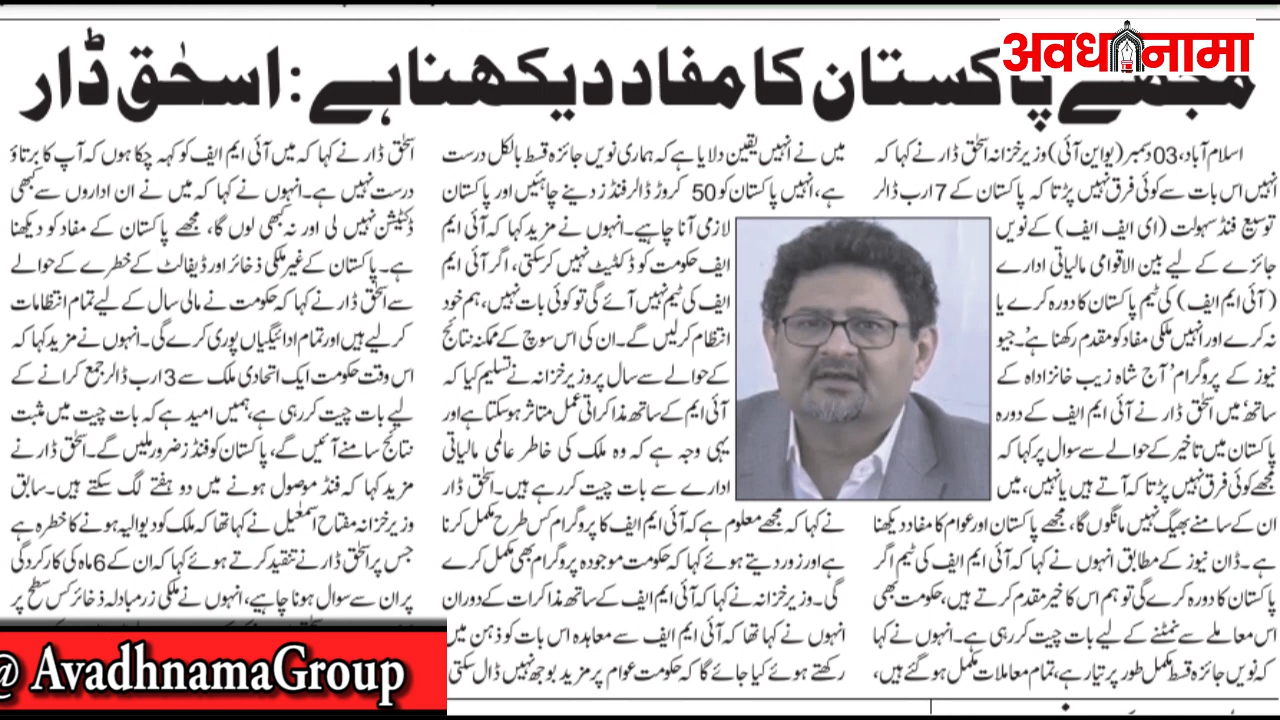 अवधनामा
مجھے پاکستان کا مفاد دیکھنا ہے : اسحٰق ڈار
اسلام آباد، 03 دسمبر (یو این آئی) وزیر خزانہ اسحٰق ڈار نے کہا کہ
انہیں اس بات سے کوئی فرق نہیں پڑتا کہ پاکستان کے 7 ارب ڈالر
توسیع فنڈ سہولت (ای ایف ایف) کے نویں
جائزے کے لیے بین الاقوامی مالیاتی ادارے
(آئی ایم ایف) کی ٹیم پاکستان کا دورہ کرے یا
نہ کرے اور انہیں ملکی مفاد کو مقدم رکھنا ہے۔ 'جیو
نیوز کے پروگرام 'آج شاہ زیب خانزادہ کے
ساتھ' میں اسحٰق ڈار نے آئی ایم ایف کے دورہ
پاکستان میں تاخیر کے حوالے سے سوال پر کہا کہ
مجھے کوئی فرق نہیں پڑتا کہ آتے ہیں یا نہیں، میں
ان کے سامنے بھیگ نہیں مانگوں گا، مجھے پاکستان اور عوام کا مفاد دیکھنا
ہے۔ ڈان نیوز کے مطابق انہوں نے کہا کہ آئی ایم ایف کی ٹیم اگر
پاکستان کا دورہ کرے گی تو ہم اس کا خیر مقدم کرتے ہیں، حکومت بھی
اس معاملے سے نمٹنے کے لیے بات چیت کر رہی ہے۔ انہوں نے کہا
کہ نویں جائزہ قسط مکمل طور پر تیار ہے، تمام معاملات مکمل ہو گئے ہیں،
میں نے انہیں یقین دلایا ہے کہ ہماری نویں جائزہ قسط بالکل درست
ہے، انہیں پاکستان کو 50 کروڑ ڈالر فنڈز دینے چاہئیں اور پاکستان
لازمی آنا چاہیے۔ انہوں نے مزید کہا کہ آئی ایم
ایف حکومت کو ڈکٹیٹ نہیں کر سکتی، اگر آئی ایم
ایف کی ٹیم نہیں آئے گی تو کوئی بات نہیں، ہم خود
انتظام کر لیں گے۔ ان کی اس سوچ کے ممکنہ نتائج
کے حوالے سے سال پر وزیر خزانہ نے تسلیم کیا کہ
آئی ایم کے ساتھ مذاکراتی عمل متاثر ہو سکتا ہے اور
یہی وجہ ہے کہ وہ ملک کی خاطر عالمی مالیاتی
ادارے سے بات چیت کر رہے ہیں۔ اسحٰق ڈار
نے کہا کہ مجھے معلوم ہے کہ آئی ایم ایف کا پروگرام کس طرح مکمل کرنا
ہے اور زور دیتے ہوئے کہا کہ حکومت موجودہ پروگرام بھی مکمل کرے
گی۔ وزیر خزانہ نے کہا کہ آئی ایم ایف کے ساتھ مذاکرات کے دوران
انہوں نے کہا تھا کہ آئی ایم ایف سے معاہدہ اس بات کو ذہن میں
رکھتے ہوئے کیا جائے گا کہ حکومت عوام پر مزید بوجھ نہیں ڈال سکتی
اسحٰق ڈار نے کہا کہ میں آئی ایم ایف کو کہہ چکا ہوں کہ آپ کا برتاؤ
درست نہیں ہے۔ انہوں نے کہا کہ میں نے ان اداروں سے کبھی
ڈکٹیشن نہیں لی اور نہ کبھی لوں گا، مجھے پاکستان کے مفاد کو دیکھنا
ہے۔ پاکستان کے غیر ملکی ذخائر اور ڈیفالٹ کے خطرے کے حوالے
سے اسحٰق ڈار نے کہا کہ حکومت نے مالی سال کے لیے تمام انتظامات
کر لیے ہیں اور تمام ادائیگیاں پوری کرے گی۔ انہوں نے مزید کہا کہ
اس وقت حکومت ایک اتحادی ملک سے 3 ارب ڈالر جمع کرانے کے
لیے بات چیت کر رہی ہے، ہمیں امید ہے کہ بات چیت میں مثبت
نتائج سامنے آئیں گے، پاکستان کو فنڈز ضرور ملیں گے۔ اسحٰق ڈار نے
مزید کہا کہ فنڈ موصول ہونے میں دو ہفتے لگ سکتے ہیں۔ سابق
وزیر خزانہ مفتاح اسمٰعیل نے کہا تھا کہ ملک کو دیوالیہ ہونے کا خطرہ ہے
جس پر اسحٰق ڈار نے تنقید کرتے ہوئے کہا کہ ان کے 6 ماہ کی کارکردگی
پر ان سے سوال ہونا چاہیے، انہوں نے ملکی زرمبادلہ ذخائر کس سطح پر
@ AvadhnamaGroup